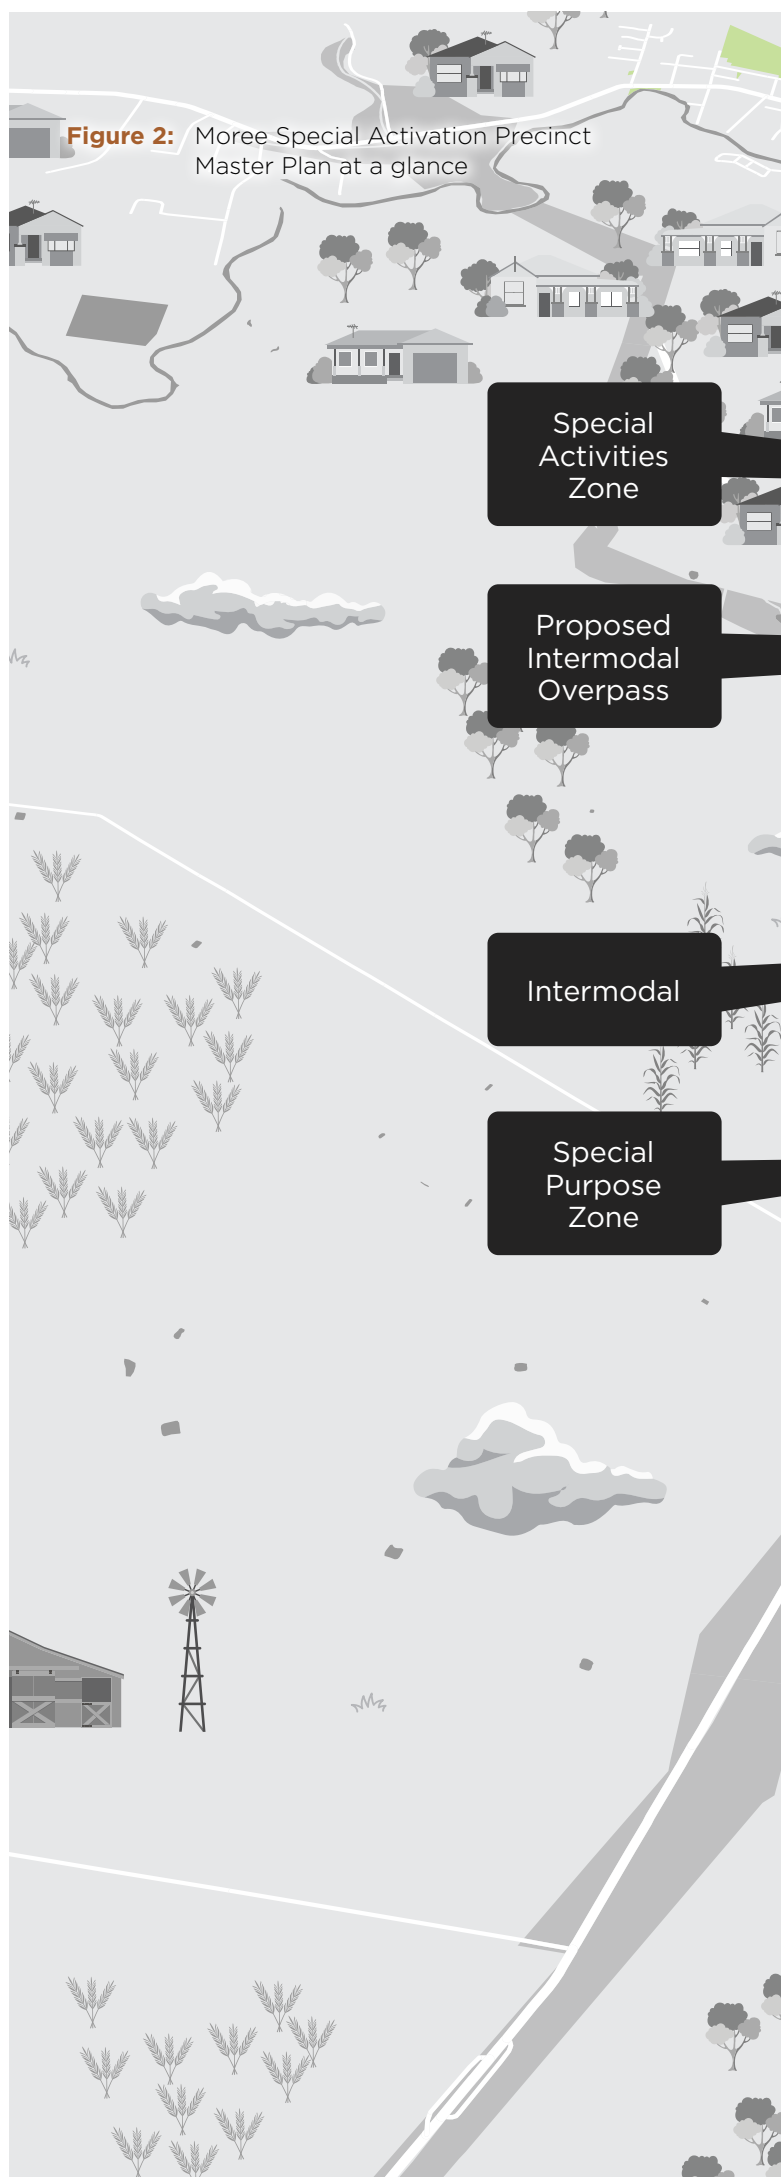 Figure 2: Moree Special Activation Precinct
Master Plan at a glance
Special
Activities
Zone
Proposed
Intermodal
Overpass
Intermodal
Special
Purpose
Zone